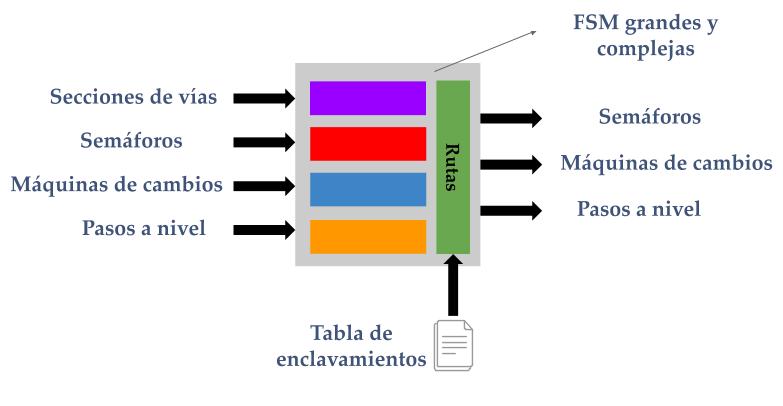 FSM grandes y
complejas
Secciones de vías
Semáforos
Máquinas de cambios
Pasos a nivel
Rutas
Semáforos
Máquinas de cambios
Pasos a nivel
Tabla de
enclavamientos